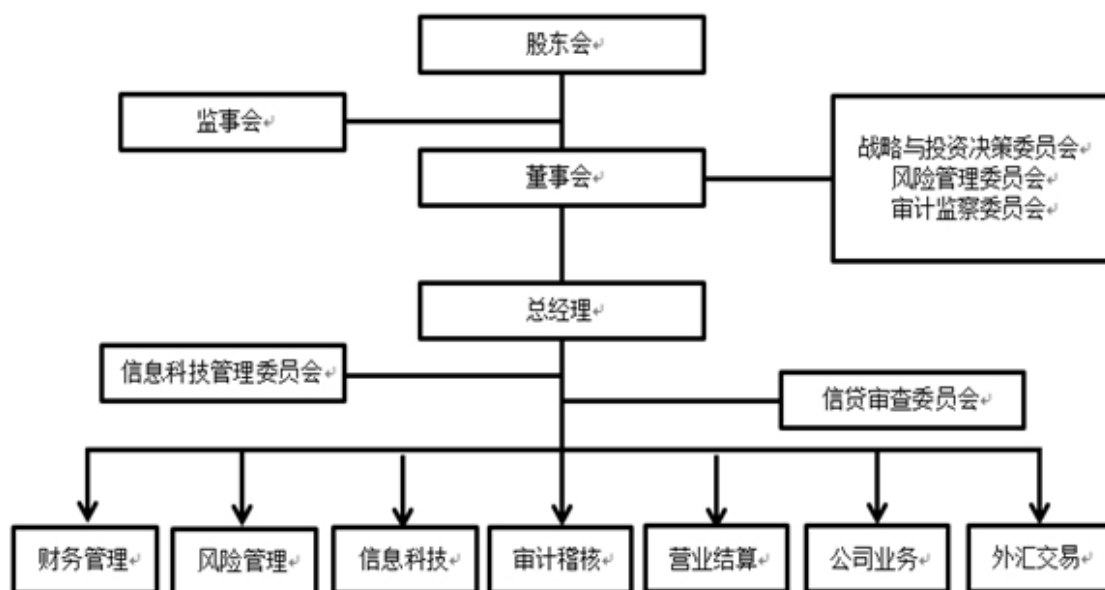 股东会
监事会
战略与投资决策委员会
风险管理委员会
审计监察委员会
董事会
总经理
信息科技管理委员会
信贷审查委员会
财务管理
风险管理
信息科技
审计稽核
营业结算
公司业务
外汇交易